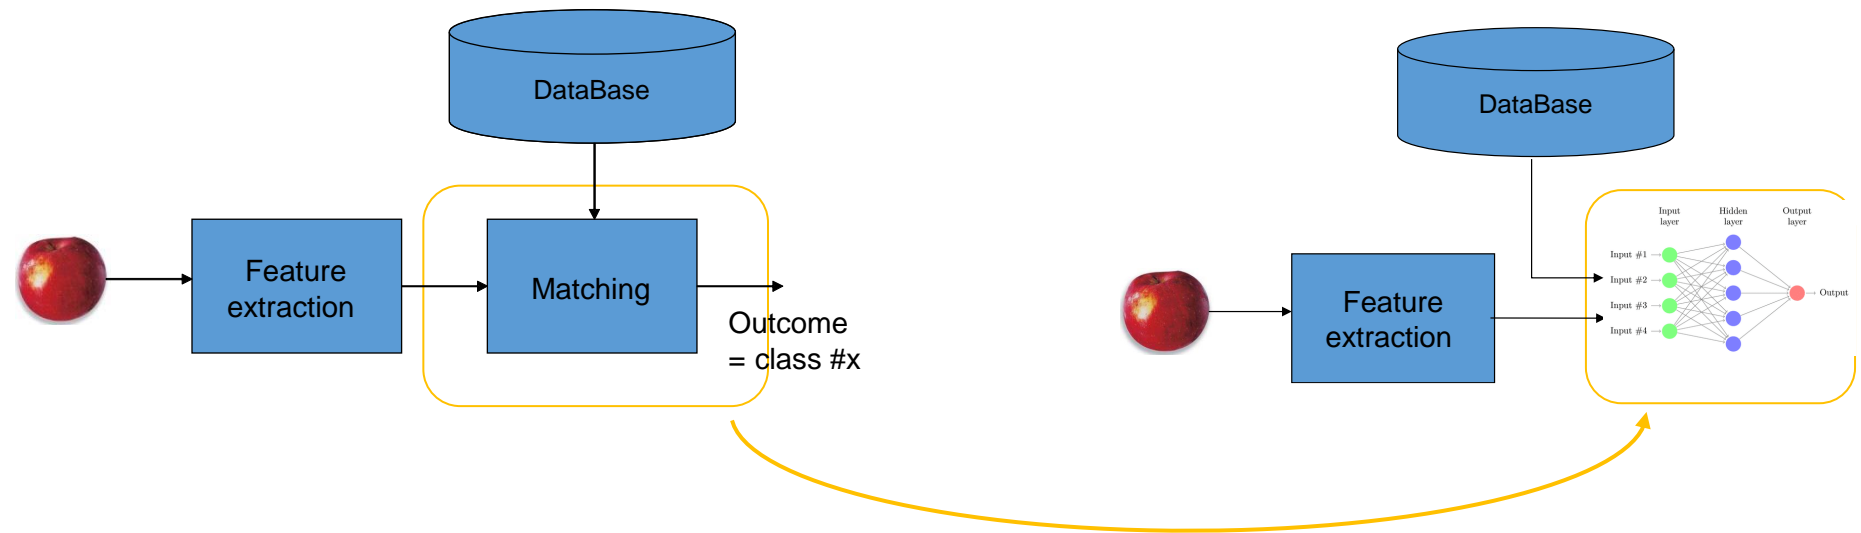 DataBase
Feature
extraction
Matching
Outcome
= class #x
DataBase
Feature
extraction
Input
layer
Hidden
layer
Output
layer
Input #1
Input #2
Input #3
Input #4
Output